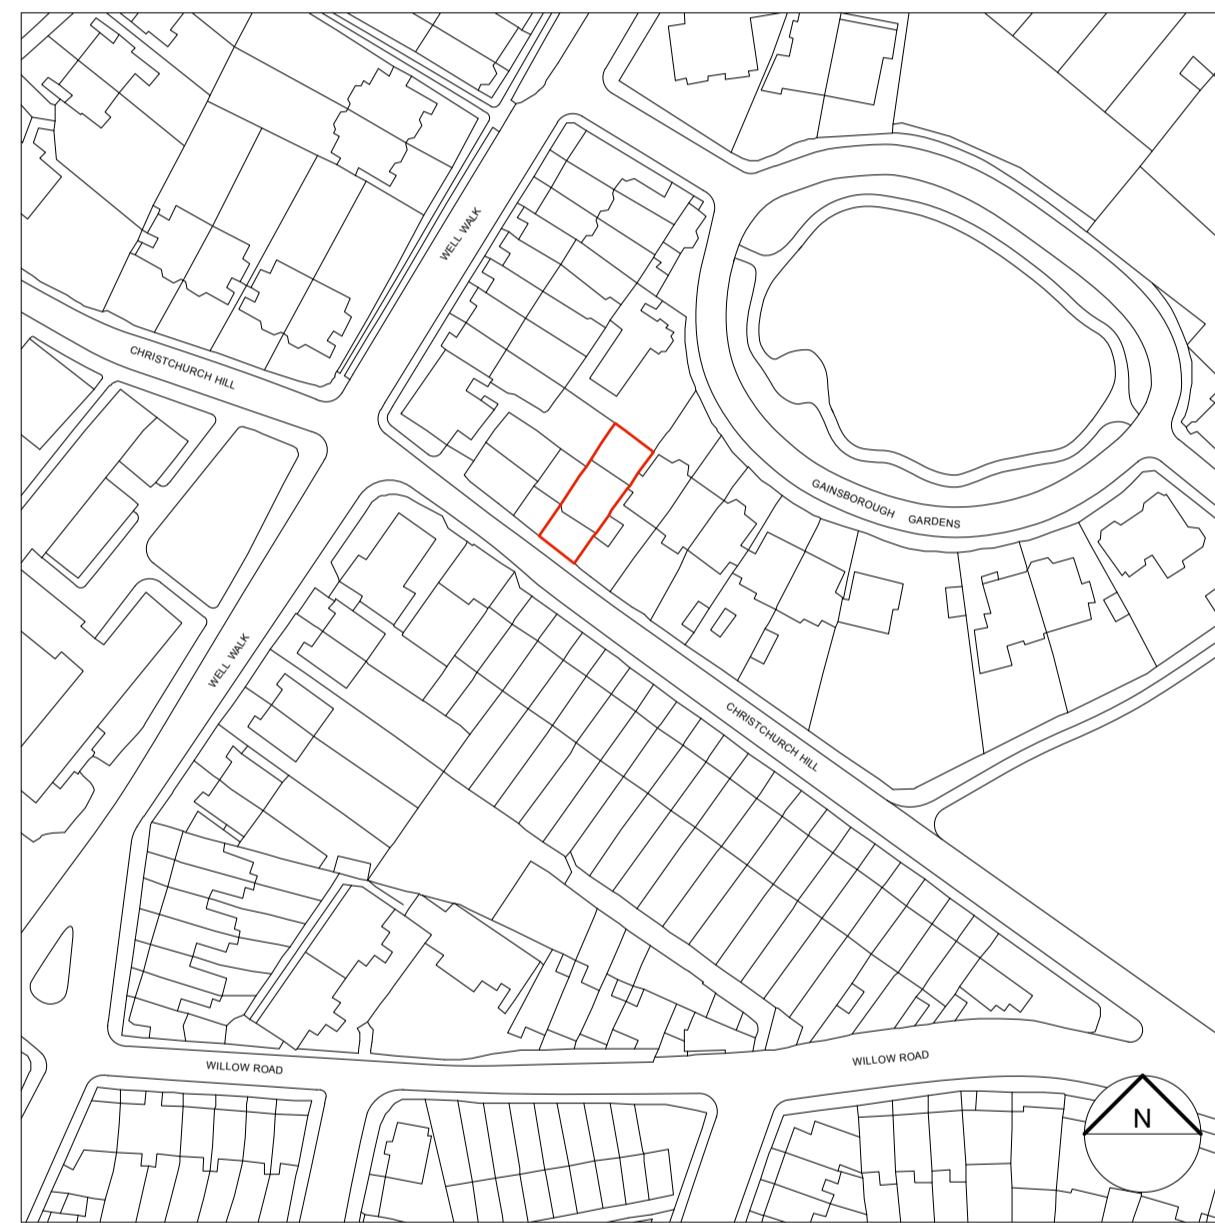 WELL WALK
CHRISTCHURCH HILL
GAINSBOROUGH GARDENS
WELL WALK
CHRISTCHURCH HILL
WILLOW ROAD
WILLOW ROAD
N